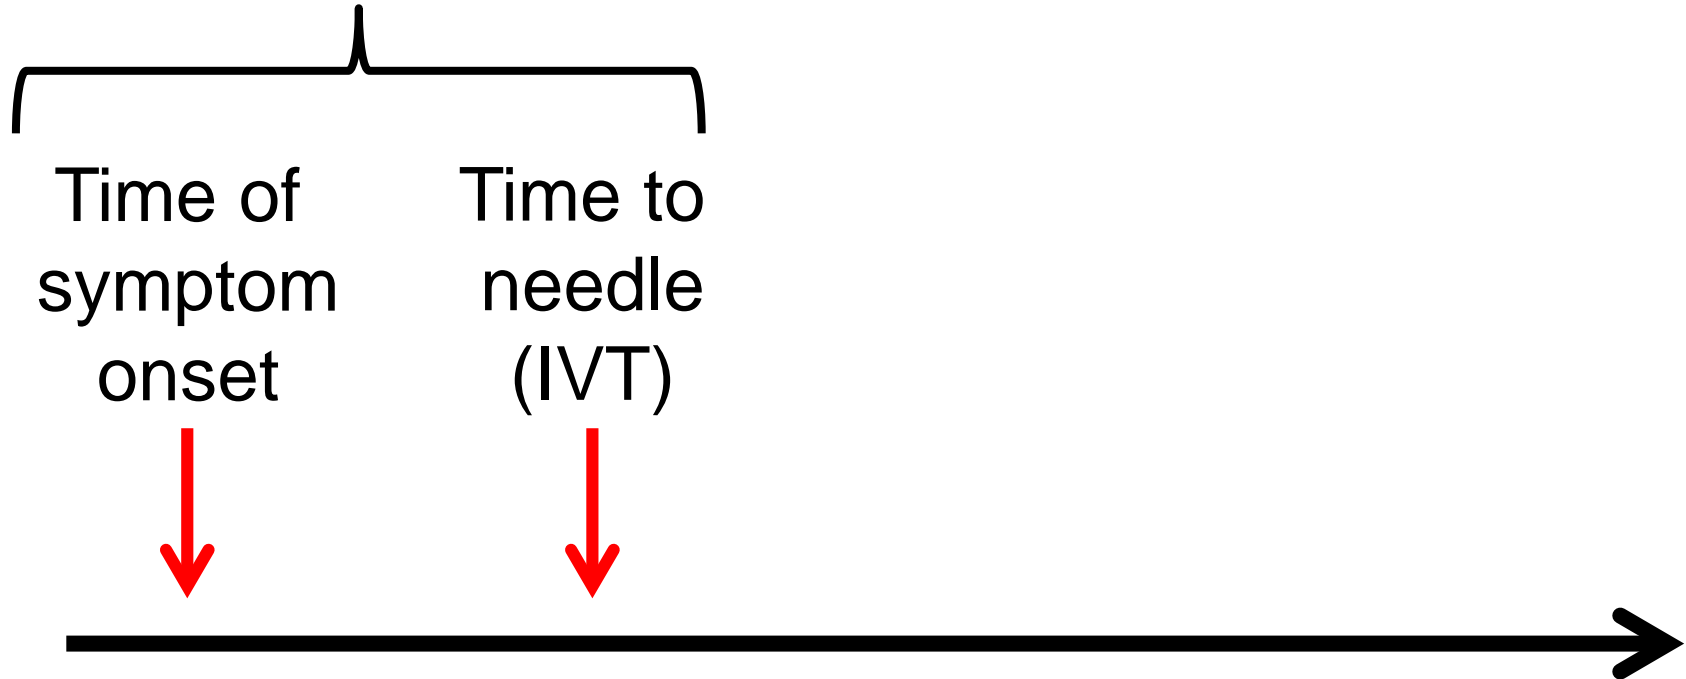 Time of
symptom
onset
Time to
needle
(IVT)